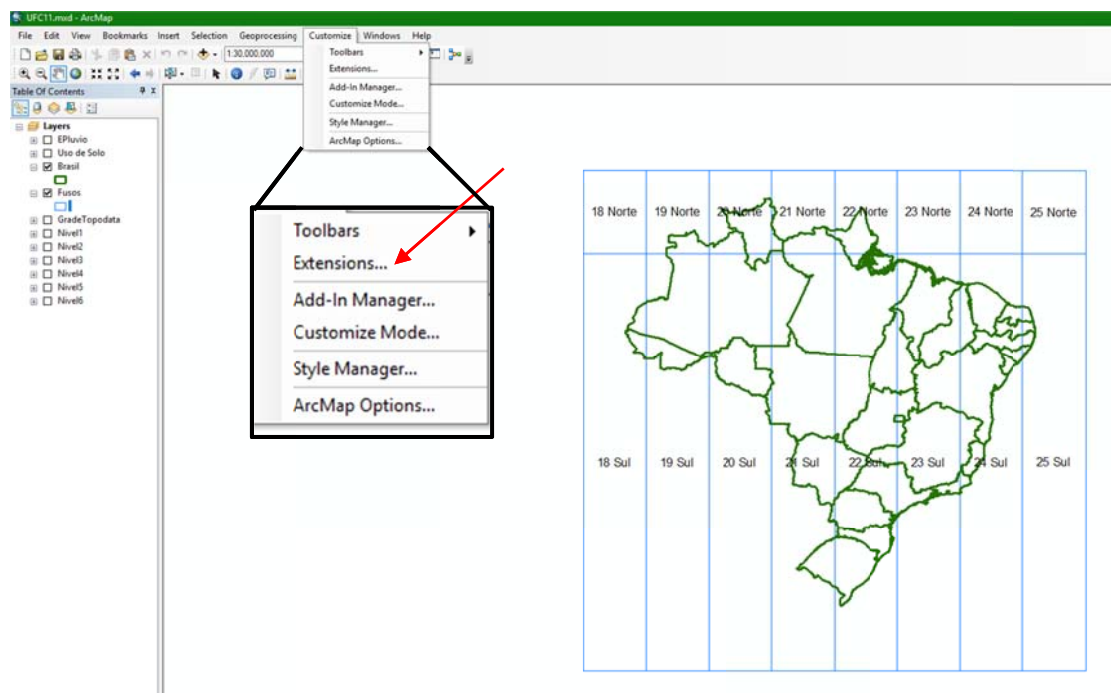 UFC11.mxd - ArcMap
File Edit View Bookmarks Insert Selection Geoprocessing Customize Windows Help
1:30.000.000
Toolbars
Extensions...
Add-In Manager...
Customize Mode...
Style Manager...
ArcMap Options...
Table Of Contents
Layers
EPluvio
Uso de Solo
Brasil
Fusos
GradeTopodata
Nivel1
Nivel2
Nivel3
Nivel4
Nivel5
Nivel6
Toolbars
Extensions...
Add-In Manager...
Customize Mode...
Style Manager...
ArcMap Options...
18 Norte 19 Norte 20 Norte 21 Norte 22 Norte 23 Norte 24 Norte 25 Norte
18 Sul 19 Sul 20 Sul 21 Sul 22 Sul 23 Sul 24 Sul 25 Sul